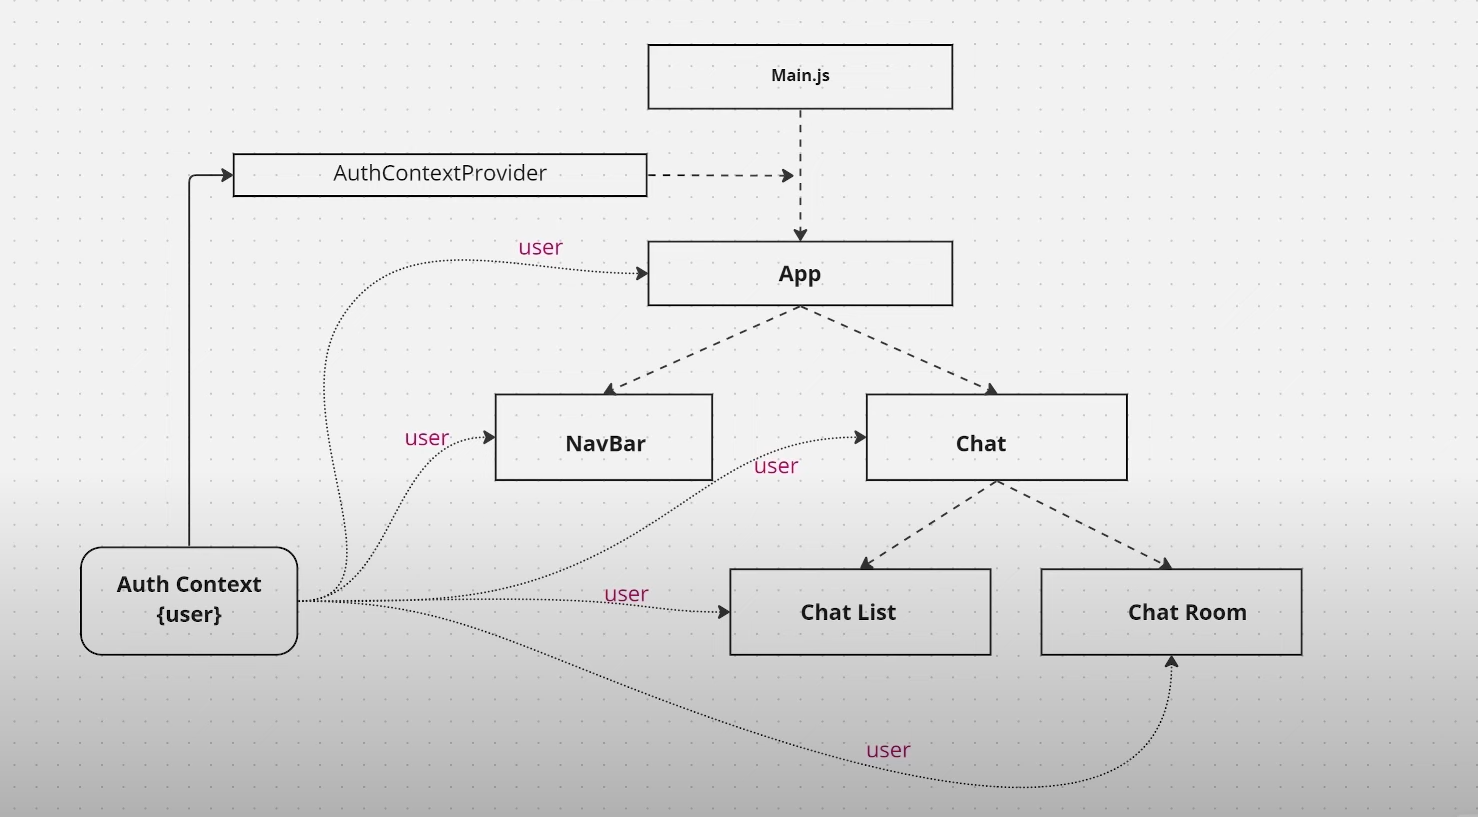 Main.js
AuthContextProvider
user
App
user
NavBar
user
Chat
Auth Context
{user}
user
Chat List
Chat Room
user